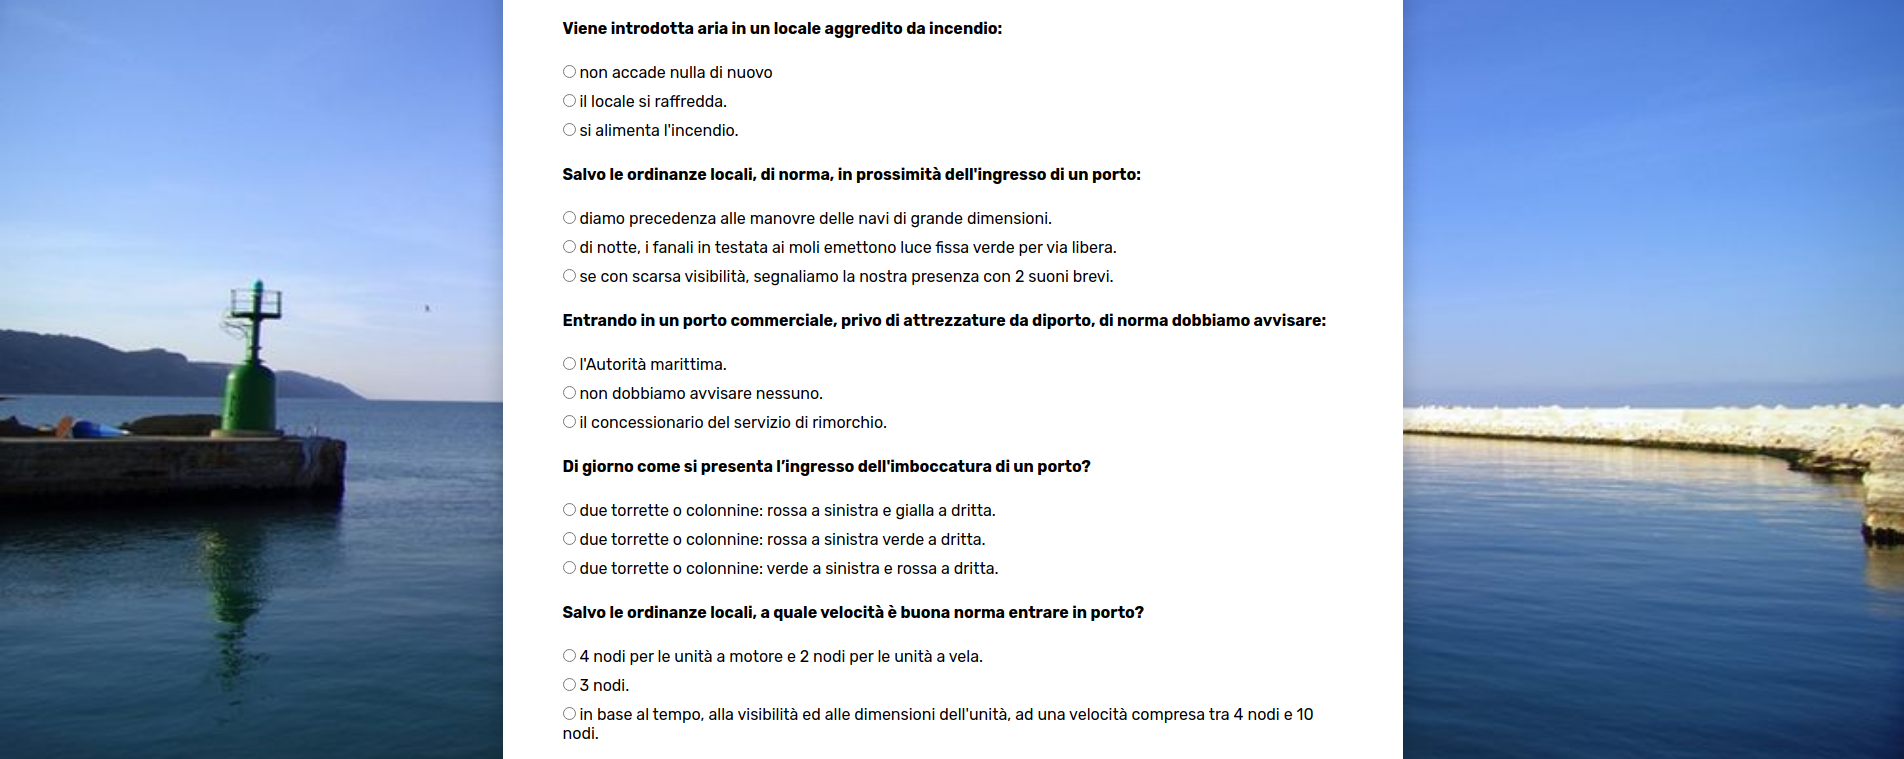 Viene introdotta aria in un locale aggredito da incendio:
non accade nulla di nuovo
il locale si raffredda.
si alimenta l'incendio.
Salvo le ordinanze locali, di norma, in prossimità dell'ingresso di un porto:
diamo precedenza alle manovre delle navi di grande dimensioni.
di notte, i fanali in testata ai moli emettono luce fissa verde per via libera.
se con scarsa visibilità, segnaliamo la nostra presenza con 2 suoni brevi.
Entrando in un porto commerciale, privo di attrezzature da diporto, di norma dobbiamo avvisare:
l'Autorità marittima.
non dobbiamo avvisare nessuno.
il concessionario del servizio di rimorchio.
Di giorno come si presenta l’ingresso dell'imboccatura di un porto?
due torrette o colonnine: rossa a sinistra e gialla a dritta.
due torrette o colonnine: rossa a sinistra verde a dritta.
due torrette o colonnine: verde a sinistra e rossa a dritta.
Salvo le ordinanze locali, a quale velocità è buona norma entrare in porto?
4 nodi per le unità a motore e 2 nodi per le unità a vela.
3 nodi.
in base al tempo, alla visibilità ed alle dimensioni dell'unità, ad una velocità compresa tra 4 nodi e 10
nodi.